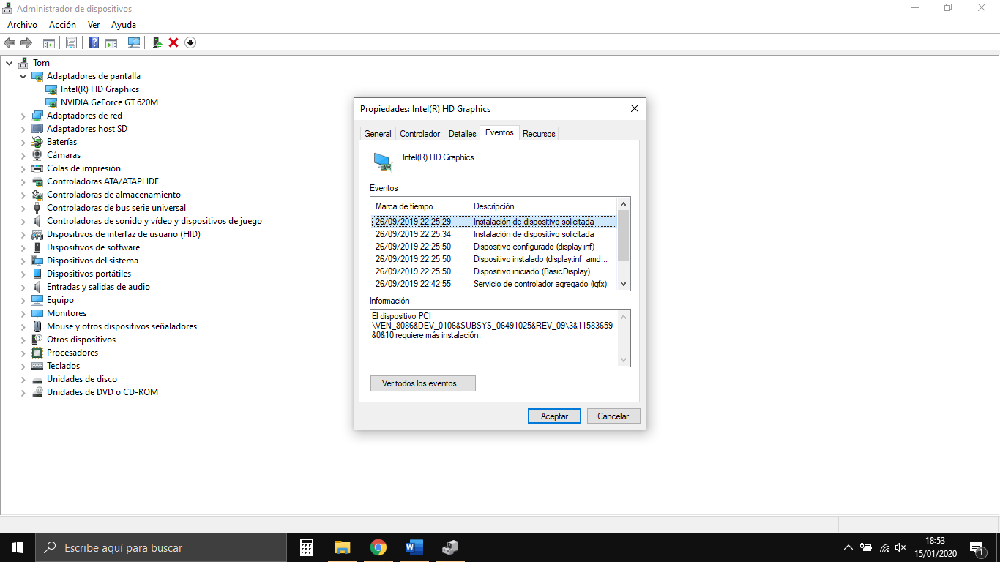 Administrador de dispositivos
Archivo Acción Ver Ayuda
Tom
Adaptadores de pantalla
Intel(R) HD Graphics
NVIDIA GeForce GT 620M
Adaptadores de red
Adaptadores host SD
Baterías
Cámaras
Colas de impresión
Controladoras ATA/ATAPI IDE
Controladoras de almacenamiento
Controladoras de bus serie universal
Controladoras de sonido y vídeo y dispositivos de juego
Dispositivos de interfaz de usuario (HID)
Dispositivos de software
Dispositivos del sistema
Dispositivos portátiles
Entradas y salidas de audio
Equipo
Monitores
Mouse y otros dispositivos señaladores
Otros dispositivos
Procesadores
Teclados
Unidades de disco
Unidades de DVD o CD-ROM
Propiedades: Intel(R) HD Graphics
General Controlador Detalles Eventos Recursos
Intel(R) HD Graphics
Eventos
Marca de tiempo Descripción
26/09/2019 22:25:29 Instalación de dispositivo solicitada
26/09/2019 22:25:34 Instalación de dispositivo solicitada
26/09/2019 22:25:50 Dispositivo configurado (display.inf)
26/09/2019 22:25:50 Dispositivo instalado (display.inf_amd...
26/09/2019 22:25:50 Dispositivo iniciado (BasicDisplay)
26/09/2019 22:42:55 Servicio de controlador agregado (igfx)
Información
El dispositivo PCI
\VEN_8086&DEV_0106&SUBSYS_06491025&REV_09\3&11583659
&0&10 requiere más instalación.
Ver todos los eventos...
Aceptar Cancelar
Escribe aquí para buscar
18:53
15/01/2020
1